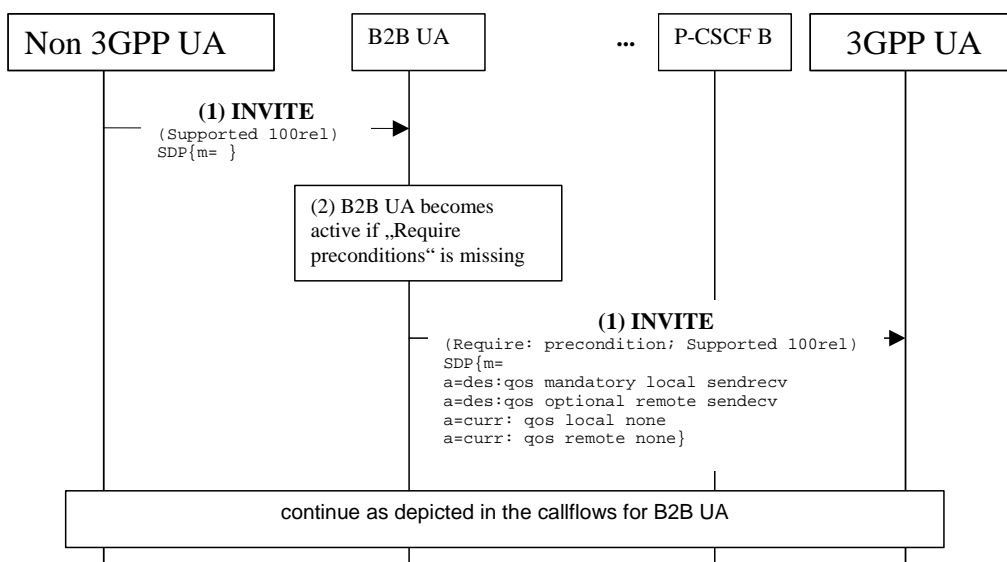 Non 3GPP UA
B2B UA
...
P-CSCF B
3GPP UA
(1) INVITE
(Supported 100rel)
SDP{m= }
(2) B2B UA becomes
active if „Require
preconditions“ is missing
(1) INVITE
(Require: precondition; Supported 100rel)
SDP{m=
a=des:qos mandatory local sendrecv
a=des:qos optional remote sendecv
a=curr: qos local none
a=curr: qos remote none}
continue as depicted in the callflows for B2B UA